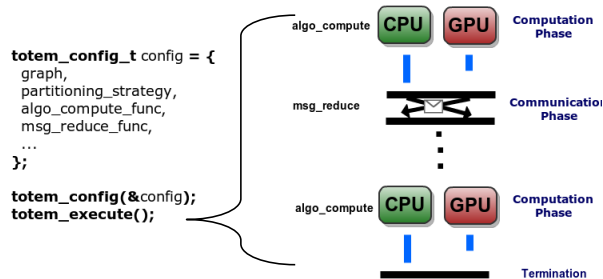 totem_config_t config = {
graph,
partitioning_strategy,
algo_compute_func,
msg_reduce_func,
...
};
totem_config(&config);
totem_execute();
algo_compute
CPU
GPU
Computation
Phase
msg_reduce
Communication
Phase
algo_compute
CPU
GPU
Computation
Phase
Termination